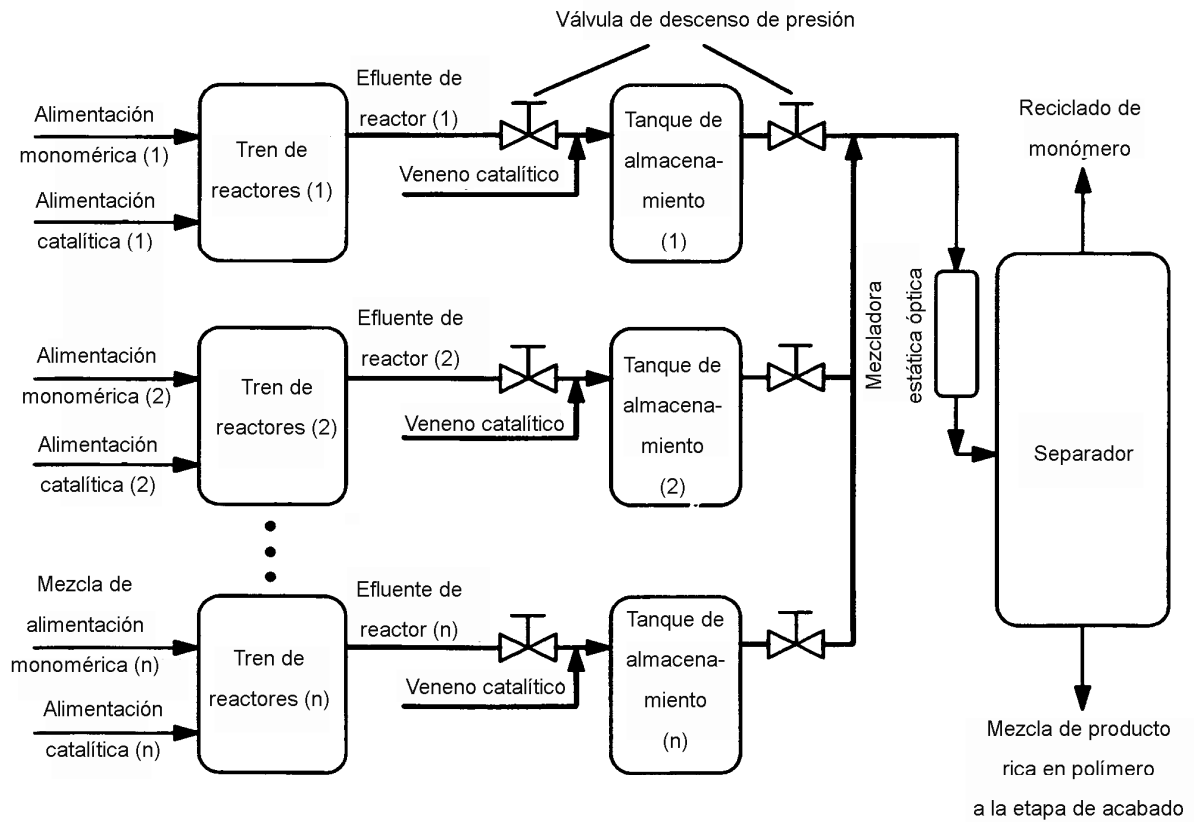 Válvula de descenso de presión
Alimentación
monomérica (1)
Alimentación
catalítica (1)
Tren de
reactores (1)
Efluente de
reactor (1)
Veneno catalítico
Tanque de
almacena-
miento
(1)
Reciclado de
monómero
Alimentación
monomérica (2)
Alimentación
catalítica (2)
Tren de
reactores (2)
Efluente de
reactor (2)
Veneno catalítico
Tanque de
almacena-
miento
(2)
Mezcladora
estática óptica
Separador
Mezcla de
alimentación
monomérica (n)
Alimentación
catalítica (n)
Tren de
reactores (n)
Efluente de
reactor (n)
Veneno catalítico
Tanque de
almacena-
miento
(n)
Mezcla de producto
rica en polímero
a la etapa de acabado